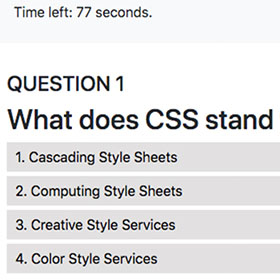 Time left: 77 seconds.
QUESTION 1
What does CSS stand
1. Cascading Style Sheets
2. Computing Style Sheets
3. Creative Style Services
4. Color Style Services